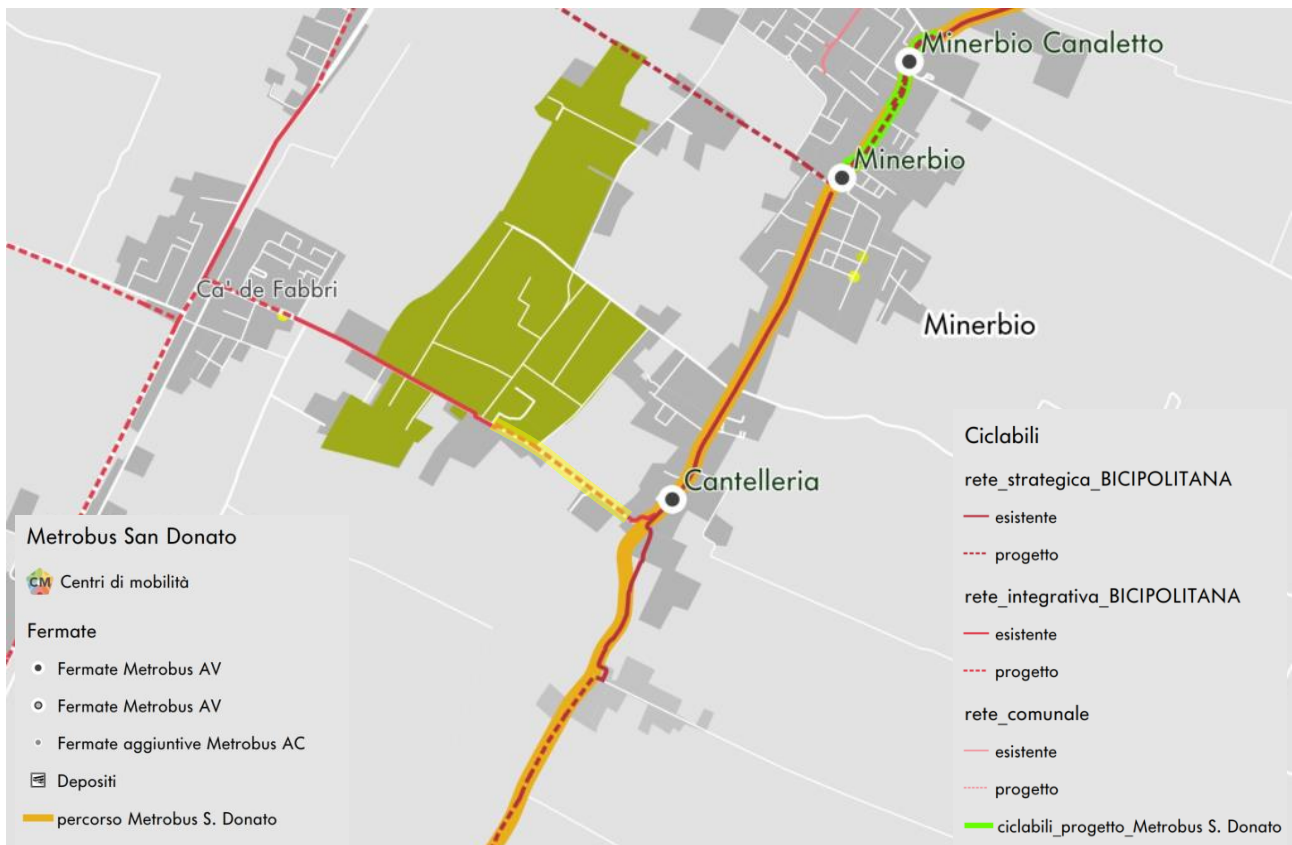 Minerbio Canaletto
Minerbio
Ca' de Fabbri
Minerbio
Cantelleria
Metrobus San Donato
CM Centri di mobilità
Fermate
Fermate Metrobus AV
Fermate Metrobus AV
Fermate aggiuntive Metrobus AC
Depositi
percorso Metrobus S. Donato
Ciclabili
rete_strategica_BICIPOLITANA
esistente
progetto
rete_integrativa_BICIPOLITANA
esistente
progetto
rete_comunale
esistente
progetto
ciclabili_progetto_Metrobus S. Donato